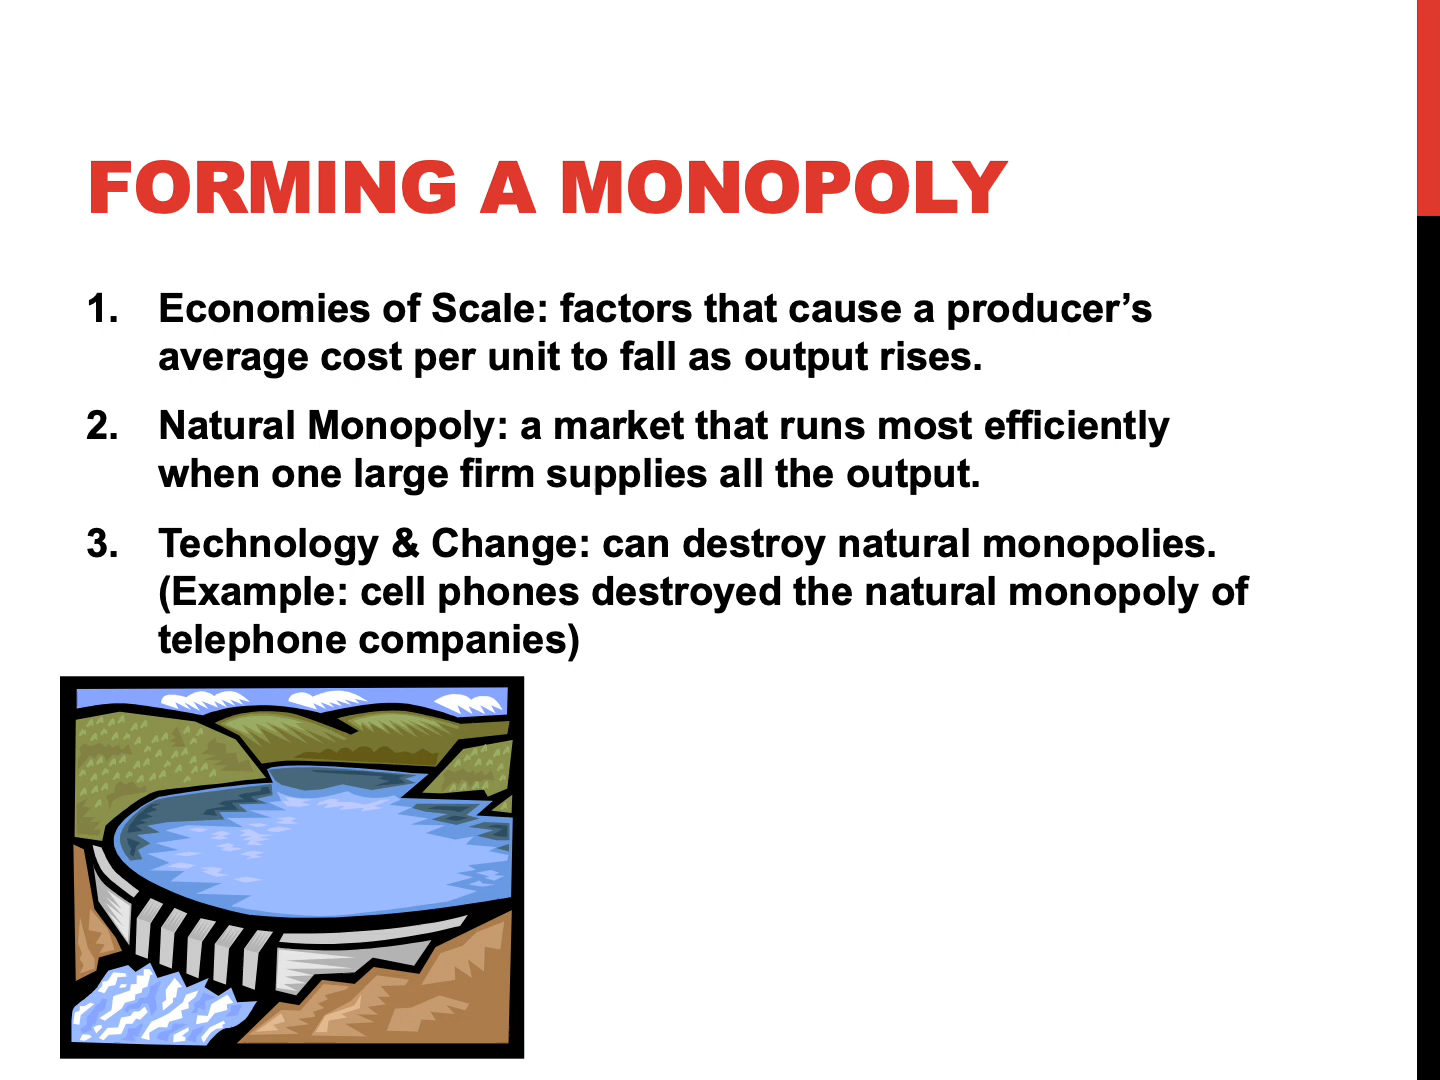 FORMING A MONOPOLY
1. Economies of Scale: factors that cause a producer’s
average cost per unit to fall as output rises.
2. Natural Monopoly: a market that runs most efficiently
when one large firm supplies all the output.
3. Technology & Change: can destroy natural monopolies.
(Example: cell phones destroyed the natural monopoly of
telephone companies)